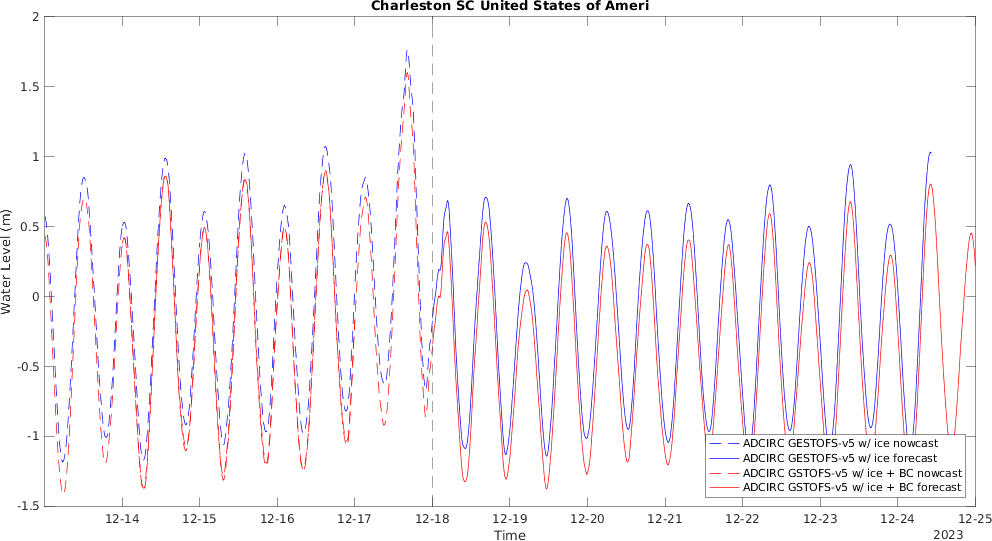 Charleston SC United States of Ameri
2
1.5
1
0.5
0
-0.5
-1
-1.5
Water Level (m)
ADCIRC GESTOFS-v5 w/ ice nowcast
ADCIRC GESTOFS-v5 w/ ice forecast
ADCIRC GSTOFS-v5 w/ ice + BC nowcast
ADCIRC GSTOFS-v5 w/ ice + BC forecast
12-14 12-15 12-16 12-17 12-18 12-19 12-20 12-21 12-22 12-23 12-24 12-25
Time
2023